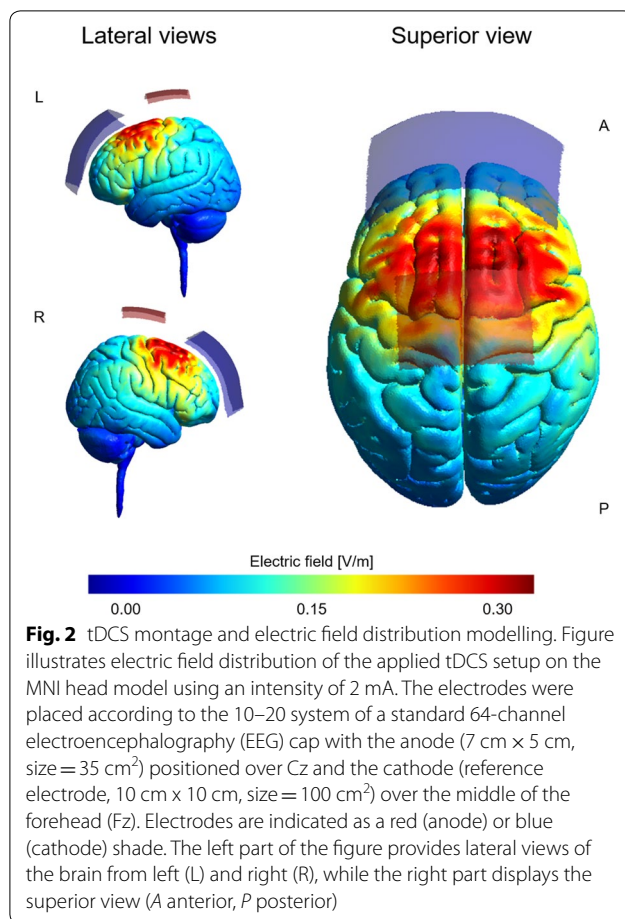 Lateral views
Superior view
L
A
R
P
Electric field [V/m]
0.00 0.15 0.30
Fig. 2 tDCS montage and electric field distribution modelling. Figure
illustrates electric field distribution of the applied tDCS setup on the
MNI head model using an intensity of 2 mA. The electrodes were
placed according to the 10–20 system of a standard 64-channel
electroencephalography (EEG) cap with the anode (7 cm × 5 cm,
size = 35 cm²) positioned over Cz and the cathode (reference
electrode, 10 cm x 10 cm, size = 100 cm²) over the middle of the
forehead (Fz). Electrodes are indicated as a red (anode) or blue
(cathode) shade. The left part of the figure provides lateral views of
the brain from left (L) and right (R), while the right part displays the
superior view (A anterior, P posterior)